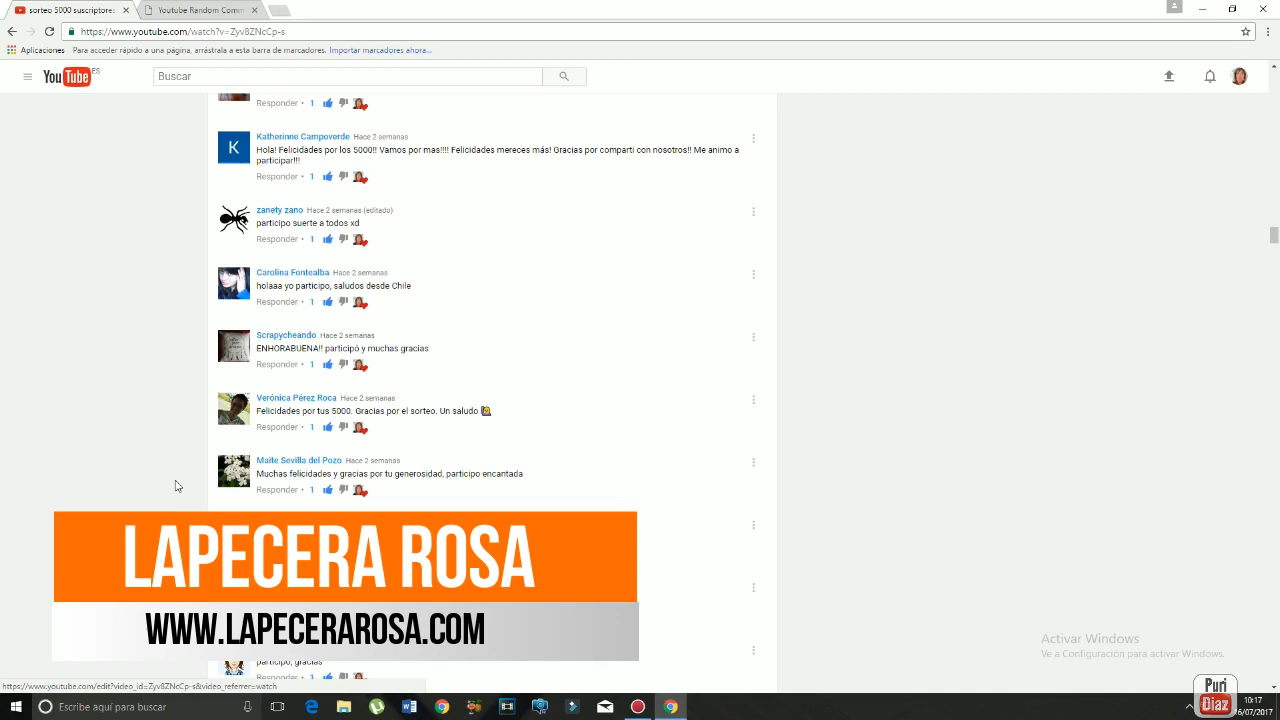 sorteo 5000 suscriptores
Youtube Random Comm
https://www.youtube.com/watch?v=Zyv8ZNcCp-s
Aplicaciones Para acceder rápido a una página, arrástrala a esta barra de marcadores. Importar marcadores ahora...
YouTube ES
Buscar
Responder • 1
Katherinne Campoverde Hace 2 semanas
Hola! Felicidades por los 5000!! Vamos por mas!!!! Felicidades mereces más! Gracias por comparti con nosotros!! Me animo a
participar!!!
Responder • 1
zanety zano Hace 2 semanas (editado)
participo suerte a todos xd
Responder • 1
Carolina Fontealba Hace 2 semanas
holaaa yo participo, saludos desde Chile
Responder • 1
Scrapycheando Hace 2 semanas
ENHORABUENA!! participó y muchas gracias
Responder • 1
Verónica Pérez Roca Hace 2 semanas
Felicidades por tus 5000. Gracias por el sorteo. Un saludo
Responder • 1
Maite Sevilla del Pozo Hace 2 semanas
Muchas felicidades y gracias por tu generosidad, participo encantada
Responder • 1
LAPECERA ROSA
WWW.LAPECERAROSA.COM
participo, gracias
Responder • 1
Activar Windows
Ve a Configuración para activar Windows.
https://www.youtube.com/edit?video_id=Zyv8ZNcCp-s&video_referrer=watch
Escribe aquí para buscar
Puri
Diaz
10:17
6/07/2017